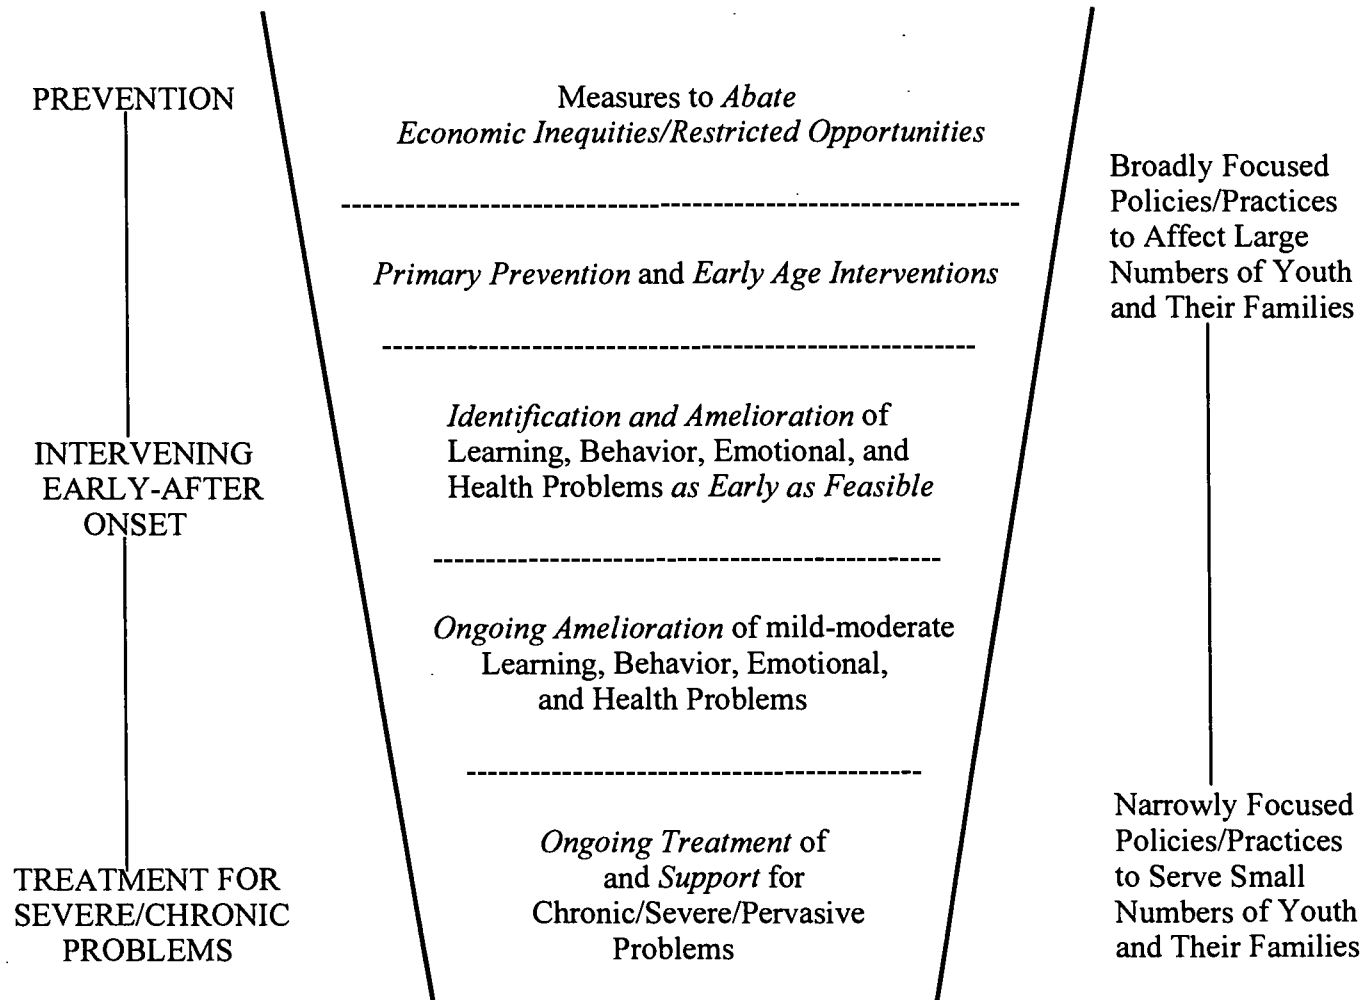 PREVENTION
Measures to Abate
Economic Inequities/Restricted Opportunities
Broadly Focused
Policies/Practices
to Affect Large
Numbers of Youth
and Their Families
Primary Prevention and Early Age Interventions
INTERVENING
EARLY-AFTER
ONSET
Identification and Amelioration of
Learning, Behavior, Emotional, and
Health Problems as Early as Feasible
Ongoing Amelioration of mild-moderate
Learning, Behavior, Emotional,
and Health Problems
TREATMENT FOR
SEVERE/CHRONIC
PROBLEMS
Ongoing Treatment of
and Support for
Chronic/Severe/Pervasive
Problems
Narrowly Focused
Policies/Practices
to Serve Small
Numbers of Youth
and Their Families